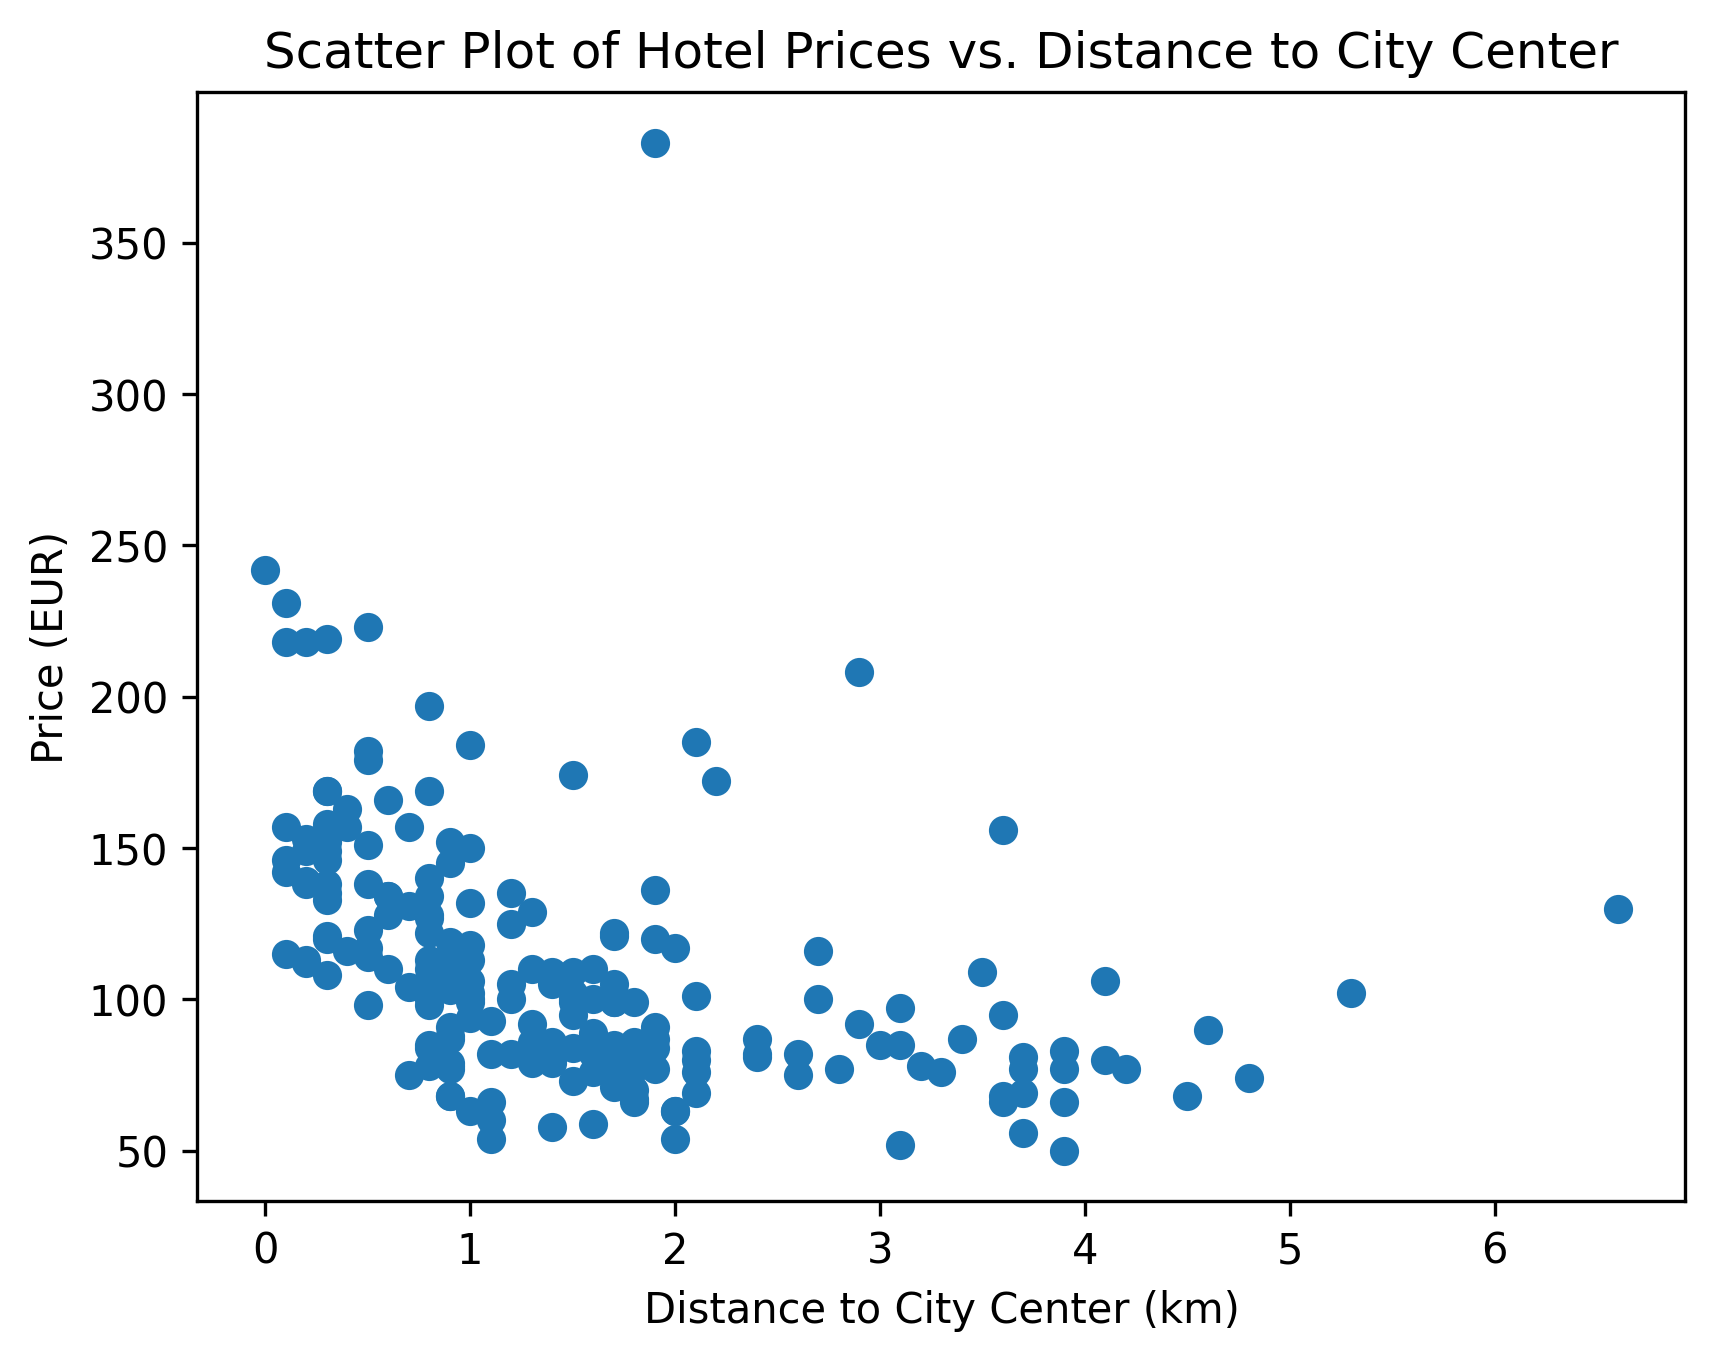 Scatter Plot of Hotel Prices vs. Distance to City Center
350
300
250
200
150
100
50
Price (EUR)
0 1 2 3 4 5 6
Distance to City Center (km)